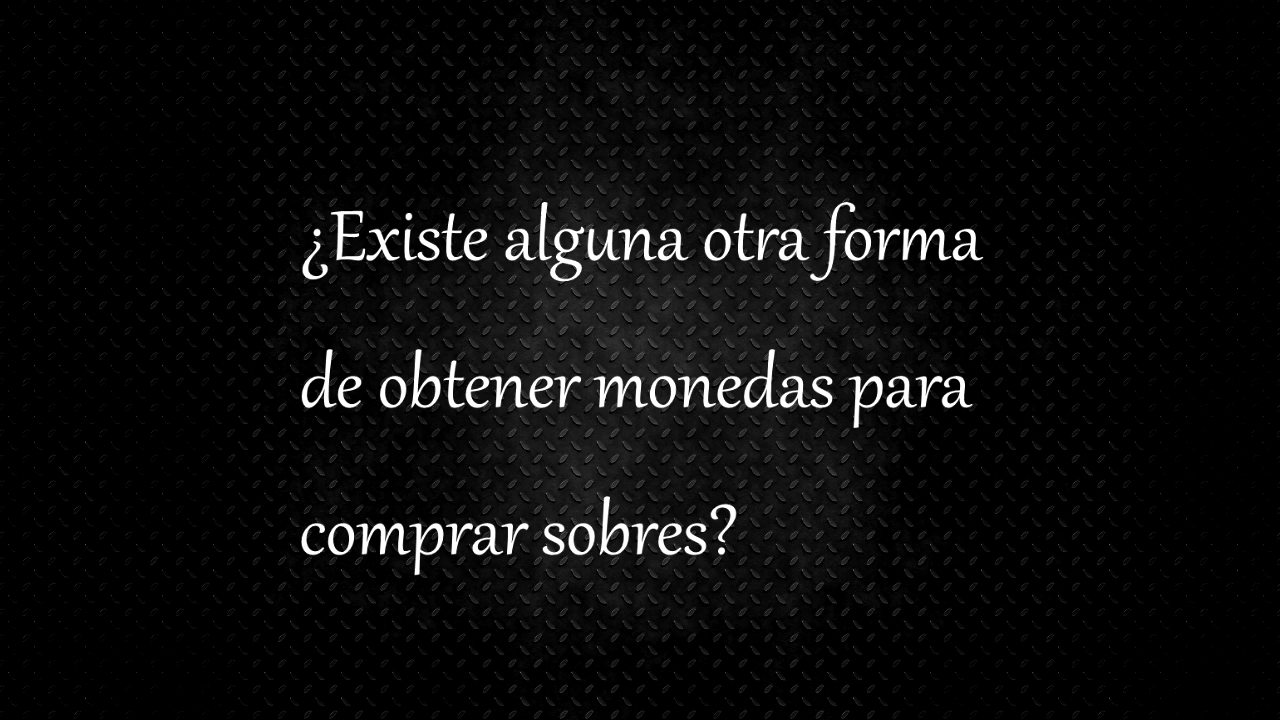 ¿Existe alguna otra forma
de obtener monedas para
comprar sobres?